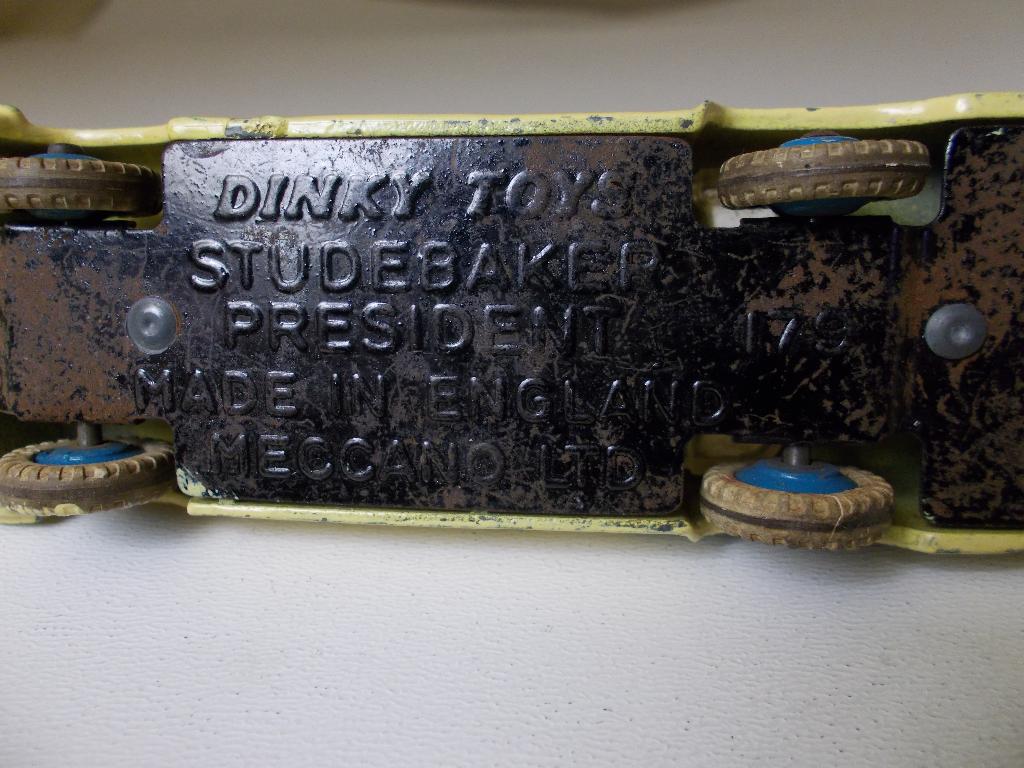 DINKY TOYS
STUDEBAKER
PRESIDENT 179
MADE IN ENGLAND
MECCANO LTD